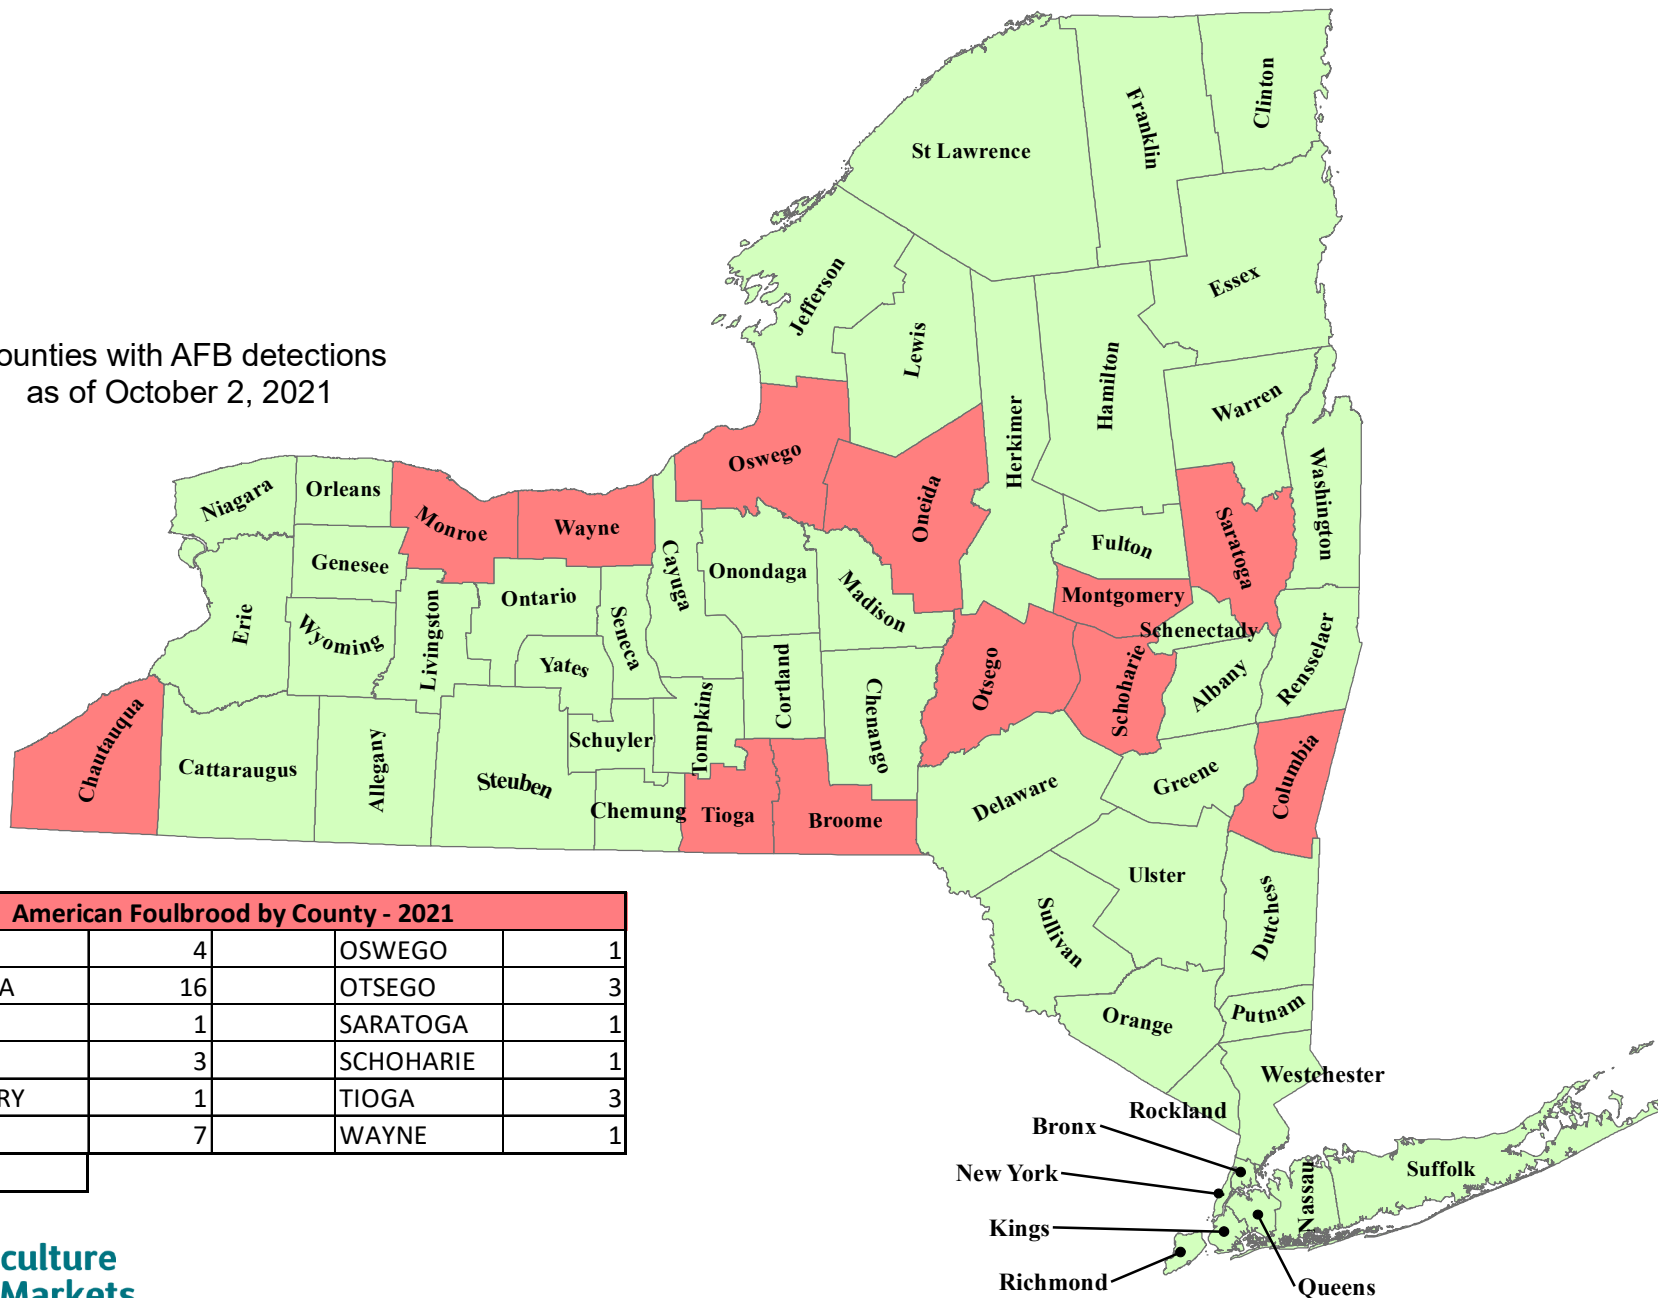 ounties with AFB detections
as of October 2, 2021
Clinton
Franklin
St Lawrence
Essex
Jefferson
Lewis
Hamilton
Herkimer
Warren
Washington
Oswego
Oneida
Saratoga
Niagara
Orleans
Monroe
Wayne
Genesee
Cayuga
Onondaga
Madison
Fulton
Montgomery
Schenectady
Erie
Wyoming
Livingston
Ontario
Seneca
Yates
Cortland
Chenango
Otsego
Schoharie
Albany
Rensselaer
Chautauqua
Cattaraugus
Allegany
Steuben
Schuyler
Tompkins
Chemung
Tioga
Broome
Delaware
Greene
Columbia
Ulster
Sullivan
Dutchess
Orange
Putnam
Westchester
Rockland
Bronx
New York
Kings
Richmond
Queens
Nassau
Suffolk
American Foulbrood by County - 2021
4 OSWEGO 1
A 16 OTSEGO 3
1 SARATOGA 1
3 SCHOHARIE 1
RY 1 TIOGA 3
7 WAYNE 1
culture
Markets